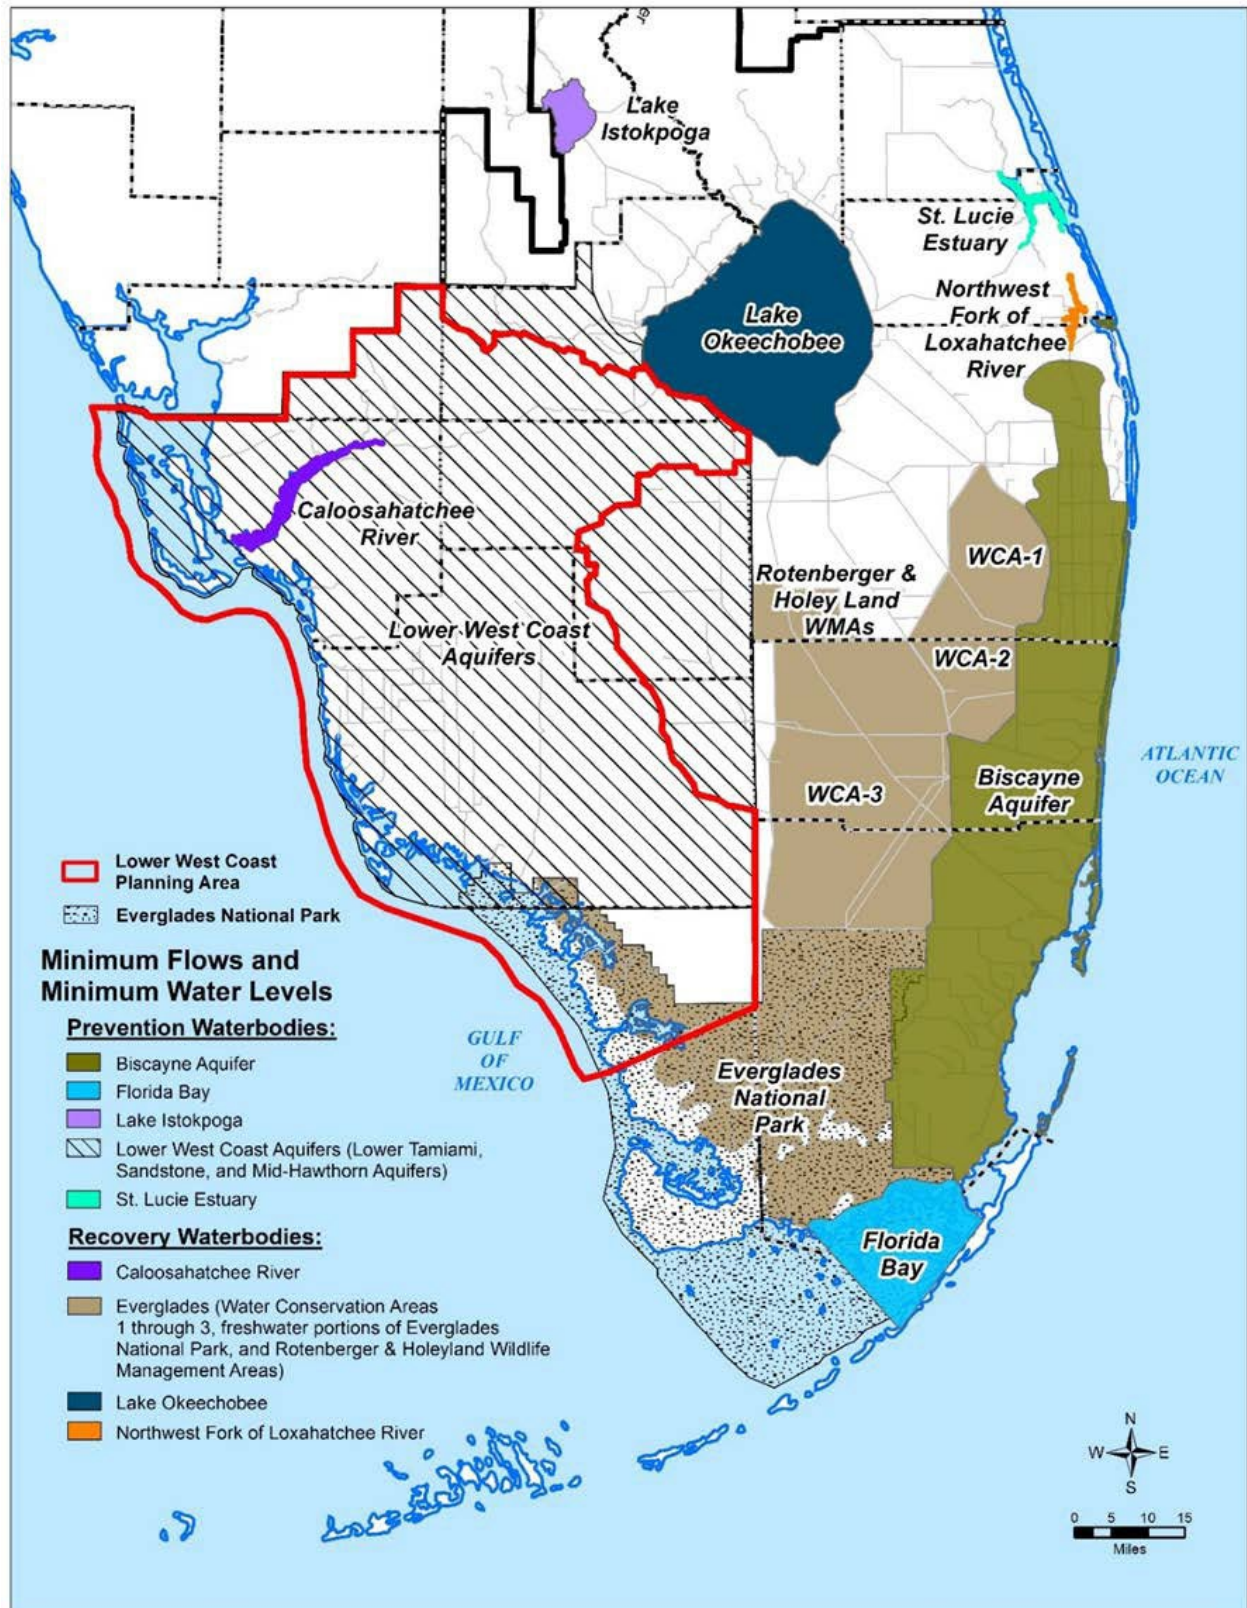 Lake
Istokpoga
St. Lucie
Estuary
Northwest
Fork of
Loxahatchee
River
Lake
Okeechobee
Caloosahatchee
River
WCA-1
Rotenberger &
Holey Land
WMAs
Lower West Coast
Aquifers
WCA-2
ATLANTIC
OCEAN
Biscayne
Aquifer
WCA-3
Lower West Coast
Planning Area
Everglades National Park
Minimum Flows and
Minimum Water Levels
Prevention Waterbodies:
Biscayne Aquifer
Florida Bay
Lake Istokpoga
Lower West Coast Aquifers (Lower Tamiami,
Sandstone, and Mid-Hawthorn Aquifers)
St. Lucie Estuary
Recovery Waterbodies:
Caloosahatchee River
Everglades (Water Conservation Areas
1 through 3, freshwater portions of Everglades
National Park, and Rotenberger & Holeyland Wildlife
Management Areas)
Lake Okeechobee
Northwest Fork of Loxahatchee River
GULF
OF
MEXICO
Everglades
National
Park
Florida
Bay
N
W E
S
0 5 10 15
Miles